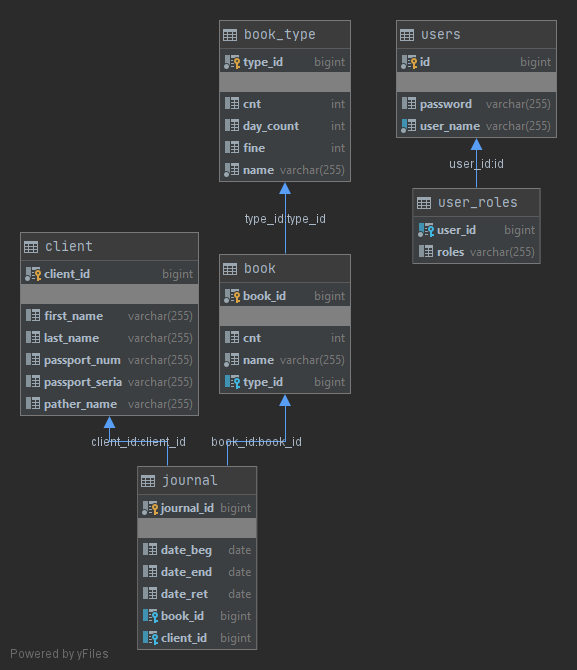 book_type
type_id bigint
cnt int
day_count int
fine int
name varchar(255)
users
id bigint
password varchar(255)
user_name varchar(255)
user_id:id
user_roles
user_id bigint
roles varchar(255)
type_id:type_id
client
client_id bigint
first_name varchar(255)
last_name varchar(255)
passport_num varchar(255)
passport_seria varchar(255)
pather_name varchar(255)
book
book_id bigint
cnt int
name varchar(255)
type_id bigint
client_id:client_id
book_id:book_id
journal
journal_id bigint
date_beg date
date_end date
date_ret date
book_id bigint
client_id bigint
Powered by yFiles